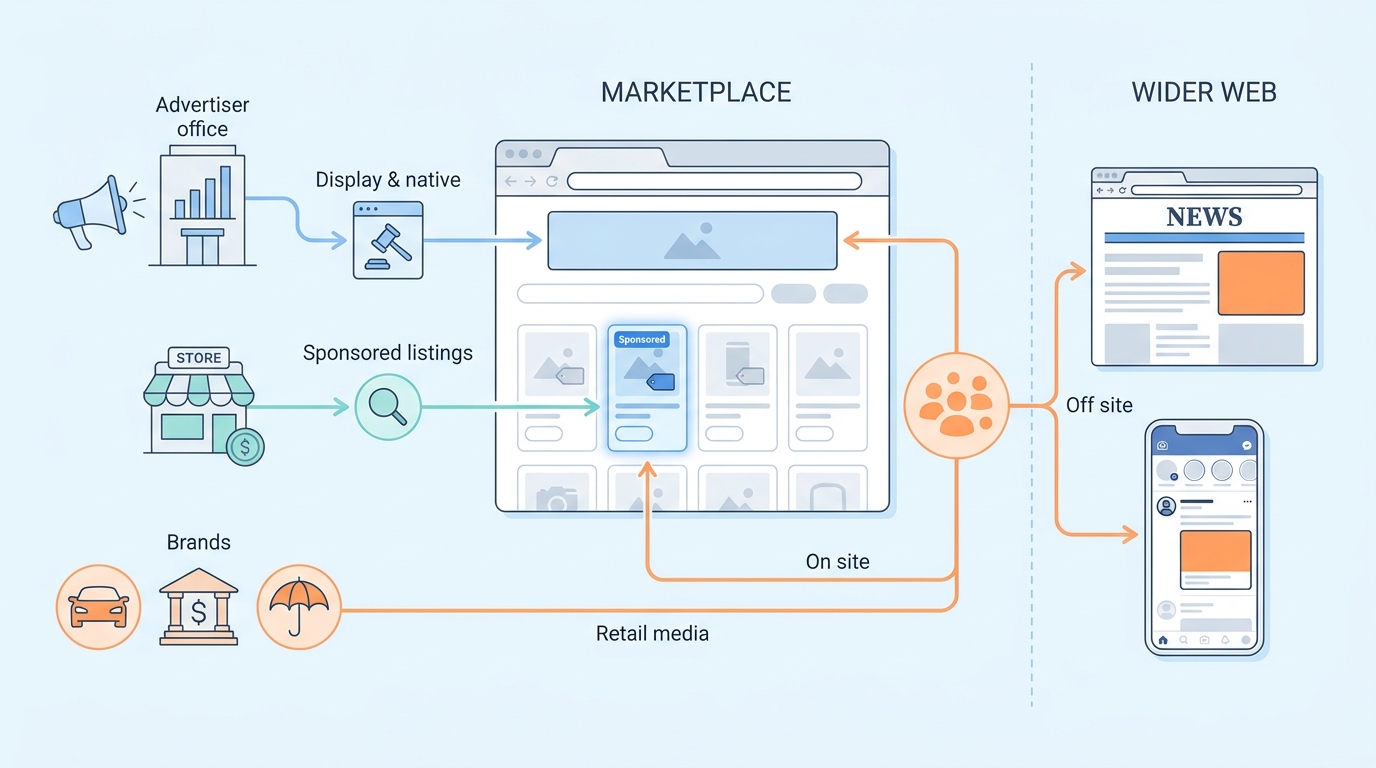 MARKETPLACE
WIDER WEB
Advertiser
office
Display & native
NEWS
Sponsored
STORE
Sponsored listings
$
Off site
Brands
$
On site
Retail media